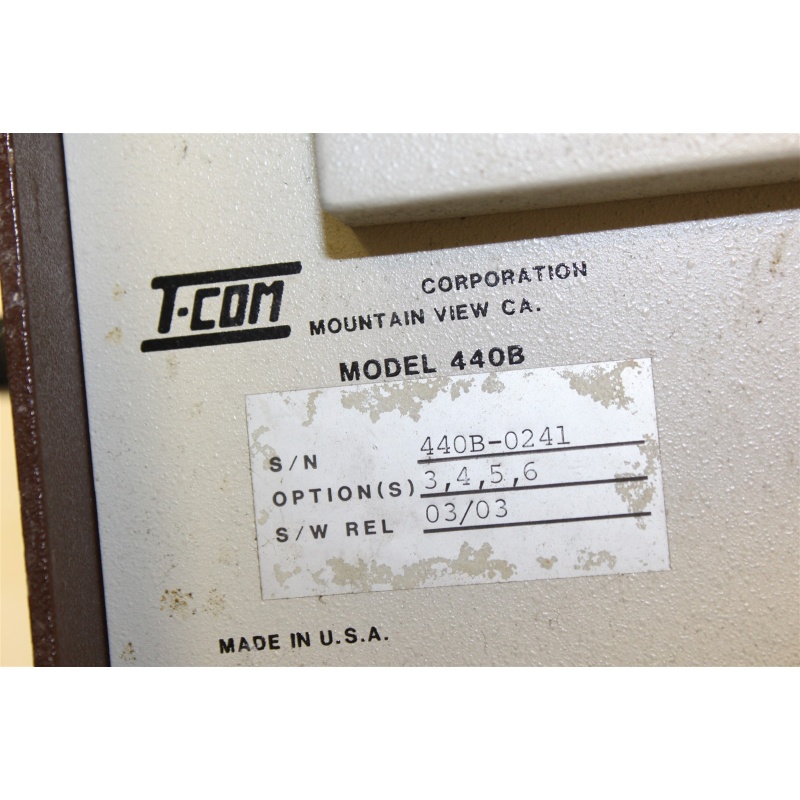 T-COM CORPORATION
MOUNTAIN VIEW CA.
MODEL 440B
S/N 440B-0241
OPTION(S) 3,4,5,6
S/W REL 03/03
MADE IN U.S.A.